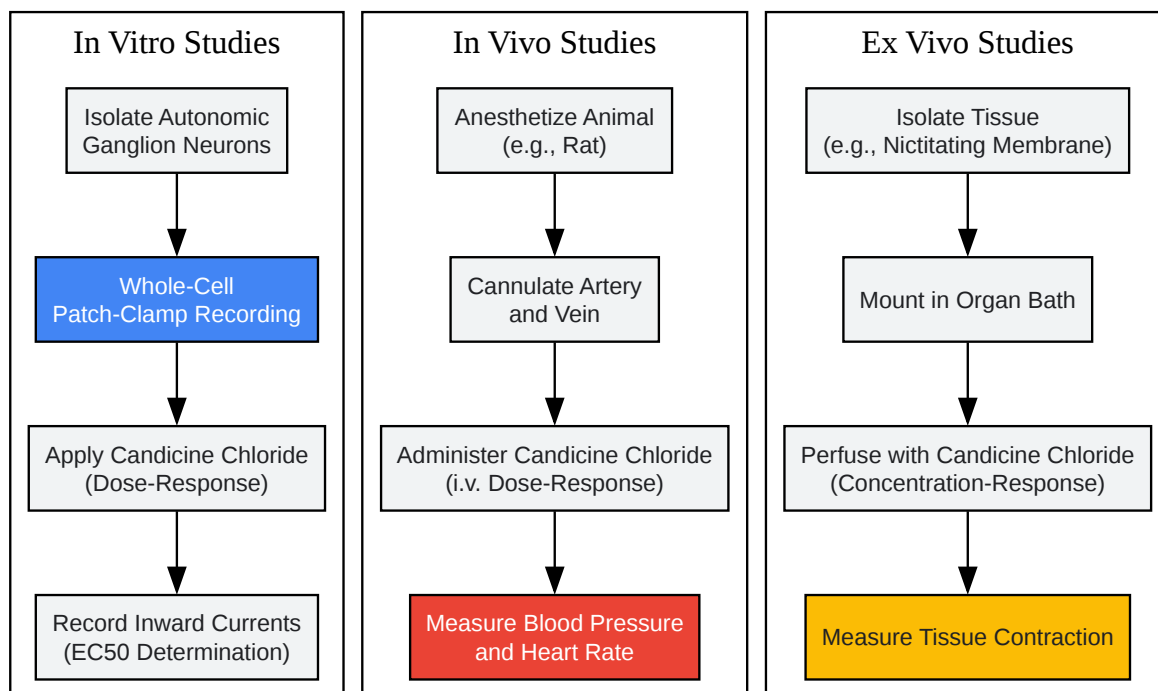 In Vitro Studies
Isolate Autonomic
Ganglion Neurons
Whole-Cell
Patch-Clamp Recording
Apply Candicine Chloride
(Dose-Response)
Record Inward Currents
(EC50 Determination)
In Vivo Studies
Anesthetize Animal
(e.g., Rat)
Cannulate Artery
and Vein
Administer Candicine Chloride
(i.v. Dose-Response)
Measure Blood Pressure
and Heart Rate
Ex Vivo Studies
Isolate Tissue
(e.g., Nictitating Membrane)
Mount in Organ Bath
Perfuse with Candicine Chloride
(Concentration-Response)
Measure Tissue Contraction